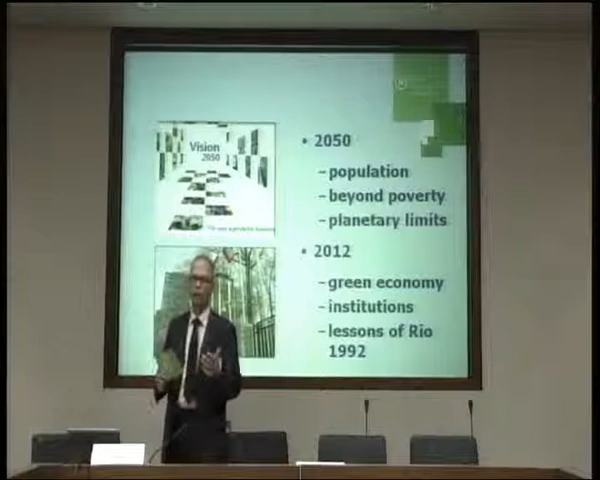 Vision
2050
• 2050
– population
– beyond poverty
– planetary limits
• 2012
– green economy
– institutions
– lessons of Rio
1992